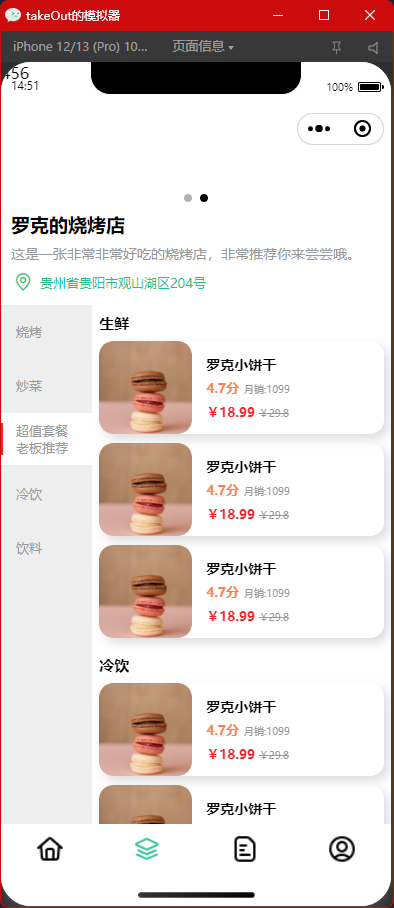 takeOut的模拟器
iPhone 12/13 (Pro) 10... 页面信息
456
14:51
100%
罗克的烧烤店
这是一张非常非常好吃的烧烤店，非常推荐你来尝尝哦。
贵州省贵阳市观山湖区204号
烧烤
炒菜
超值套餐
老板推荐
冷饮
饮料
生鲜
罗克小饼干
4.7分 月销:1099
￥18.99 ￥29.8
罗克小饼干
4.7分 月销:1099
￥18.99 ￥29.8
罗克小饼干
4.7分 月销:1099
￥18.99 ￥29.8
冷饮
罗克小饼干
4.7分 月销:1099
￥18.99 ￥29.8
罗克小饼干